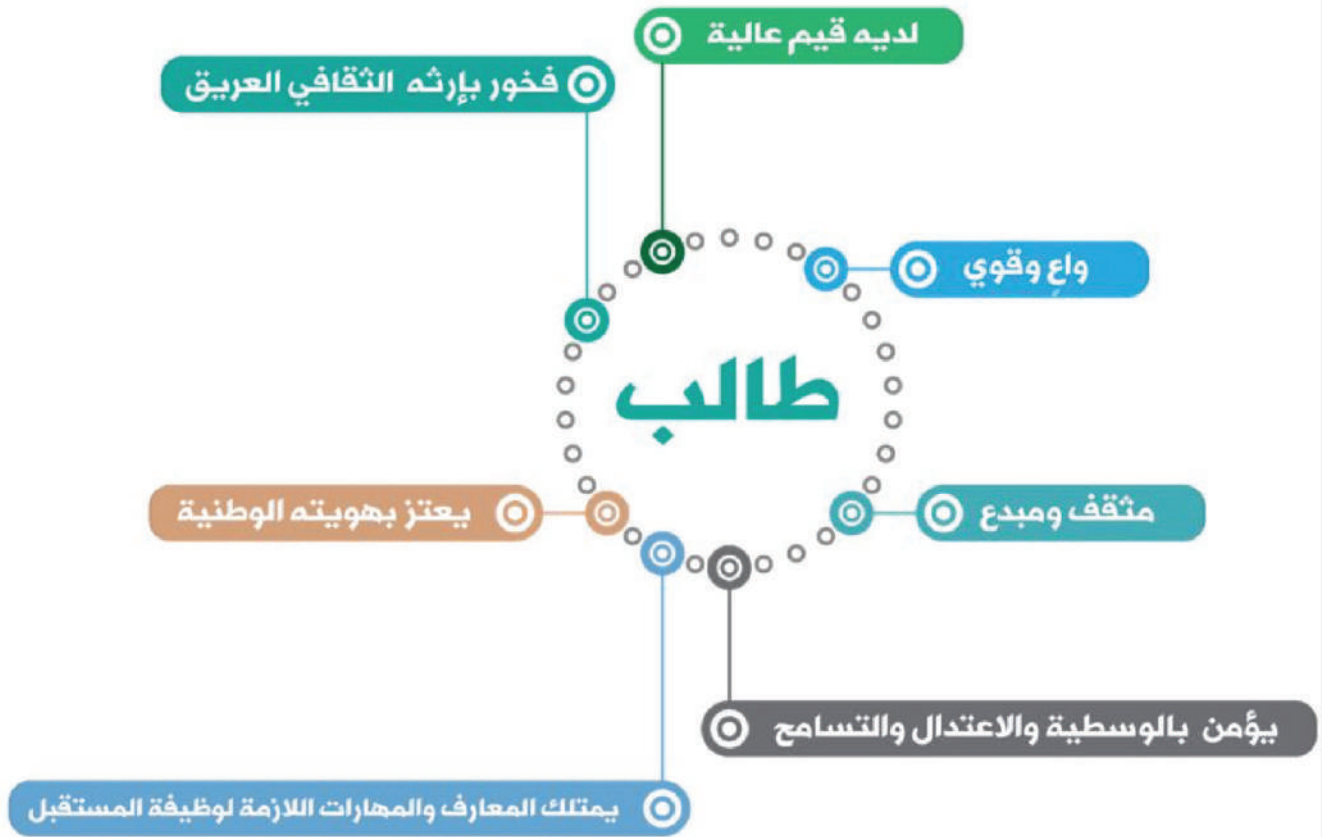 لديه قيم عالية
فخور بإرثه الثقافي العريق
واعٍ وقوي
طالب
يعتز بهويته الوطنية
مثقف ومبدع
يؤمن بالوسطية والاعتدال والتسامح
يمتلك المعارف والمهارات اللازمة لوظيفة المستقبل